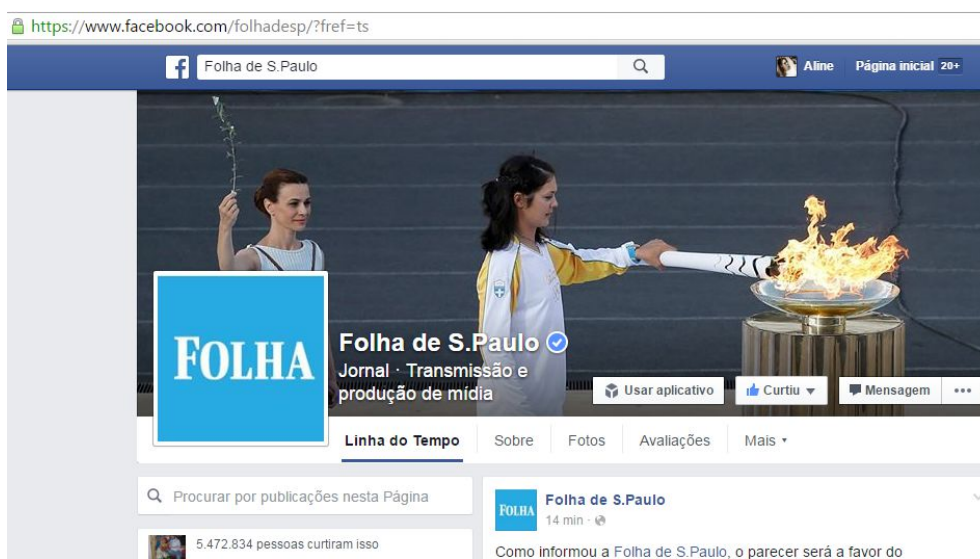 https://www.facebook.com/folhadesp/?fref=ts
Folha de S.Paulo
Aline
Página inicial 20+
FOLHA
Folha de S.Paulo
Jornal · Transmissão e
produção de mídia
Usar aplicativo
Curtiu
Mensagem
Linha do Tempo
Sobre
Fotos
Avaliações
Mais
Procurar por publicações nesta Página
5.472.834 pessoas curtiram isso
FOLHA
Folha de S.Paulo
14 min ·
Como informou a Folha de S.Paulo, o parecer será a favor do